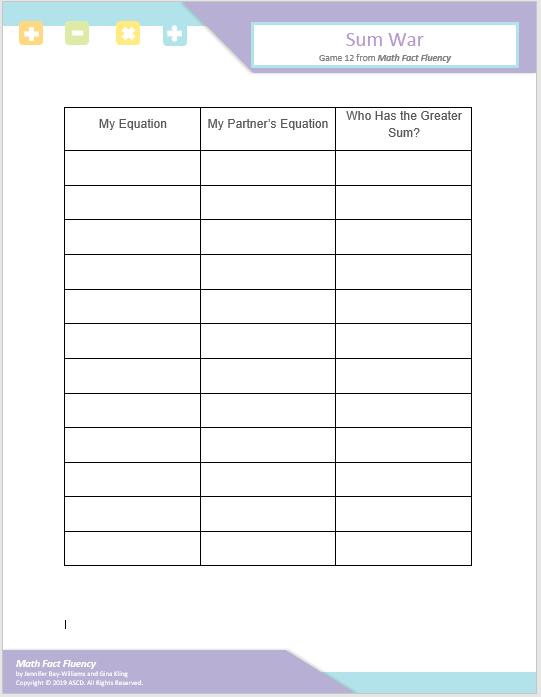 Sum War
Game 12 from Math Fact Fluency
My Equation
My Partner's Equation
Who Has the Greater
Sum?
Math Fact Fluency
by Jennifer Bay-Williams and Gina Kling
Copyright © 2019 ASCD. All Rights Reserved.